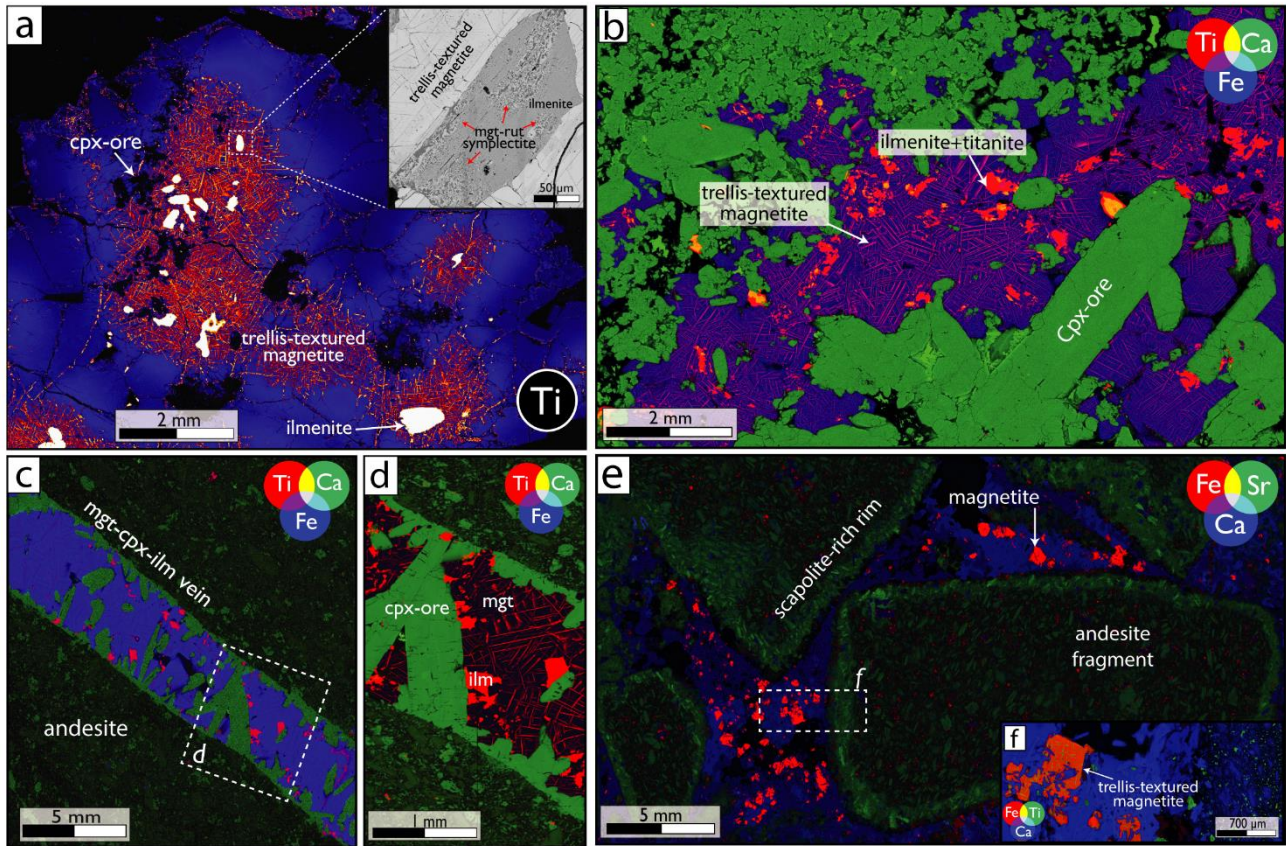 a
cpx-ore
trellis-textured
magnetite
ilmenite
mgt-rut
symplectite
50 µm
trellis-textured
magnetite
2 mm
ilmenite
Ti
b
Ti
Ca
Fe
ilmenite+titanite
trellis-textured
magnetite
Cpx-ore
2 mm
c
Ti
Ca
Fe
mgt-cpx-ilm vein
andesite
d
5 mm
d
Ti
Ca
Fe
cpx-ore
mgt
ilm
1 mm
e
Fe
Sr
Ca
magnetite
scapolite-rich rim
andesite
fragment
f
5 mm
f
trellis-textured
magnetite
Fe
Ti
Ca
700 µm